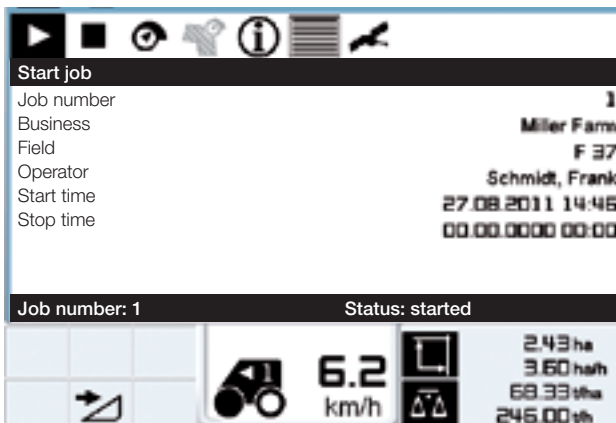 Start job
Job number 1
Business Miller Farm
Field F 37
Operator Schmidt, Frank
Start time 27.08.2011 14:46
Stop time 00.00.0000 00:00
Job number: 1 Status: started
1
6.2
km/h
2.43 ha
3.60 ha/h
68.33 t/ha
246.00 t/h